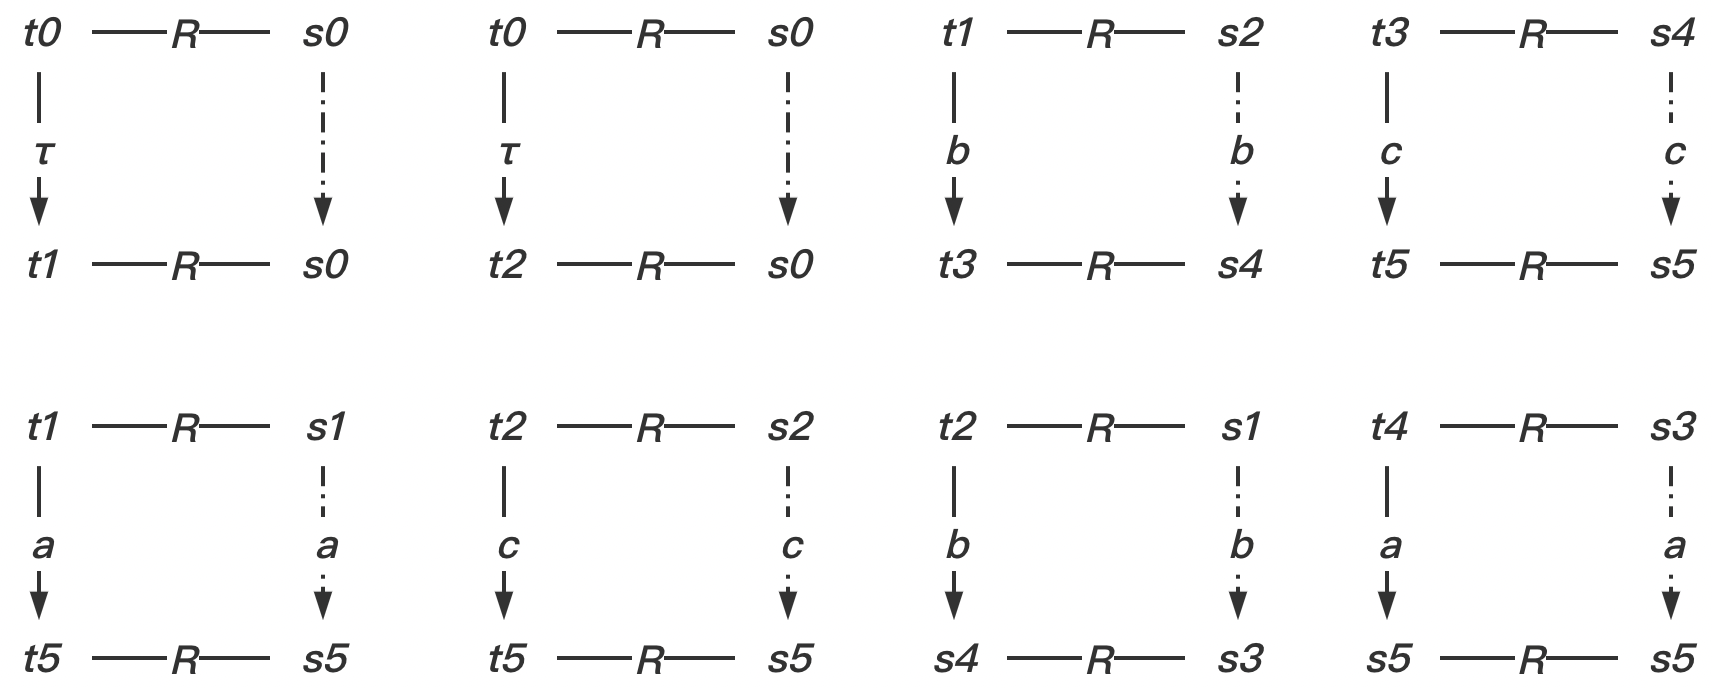 t0 R s0 t0 R s0 t1 R s2 t3 R s4
τ τ b b c c
t1 R s0 t2 R s0 t3 R s4 t5 R s5
t1 R s1 t2 R s2 t2 R s1 t4 R s3
a a c c b b a a
t5 R s5 t5 R s5 s4 R s3 s5 R s5